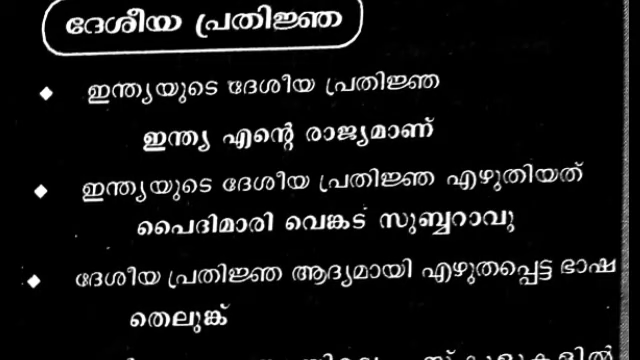 ദേശീയ പ്രതിജ്ഞ
ഇന്ത്യയുടെ ദേശീയ പ്രതിജ്ഞ
ഇന്ത്യ എന്റെ രാജ്യമാണ്
ഇന്ത്യയുടെ ദേശീയ പ്രതിജ്ഞ എഴുതിയത്
പൈദിമാരി വെങ്കട സുബ്ബറാവു
ദേശീയ പ്രതിജ്ഞ ആദ്യമായി എഴുതപ്പെട്ട ഭാഷ
തെലുങ്ക്